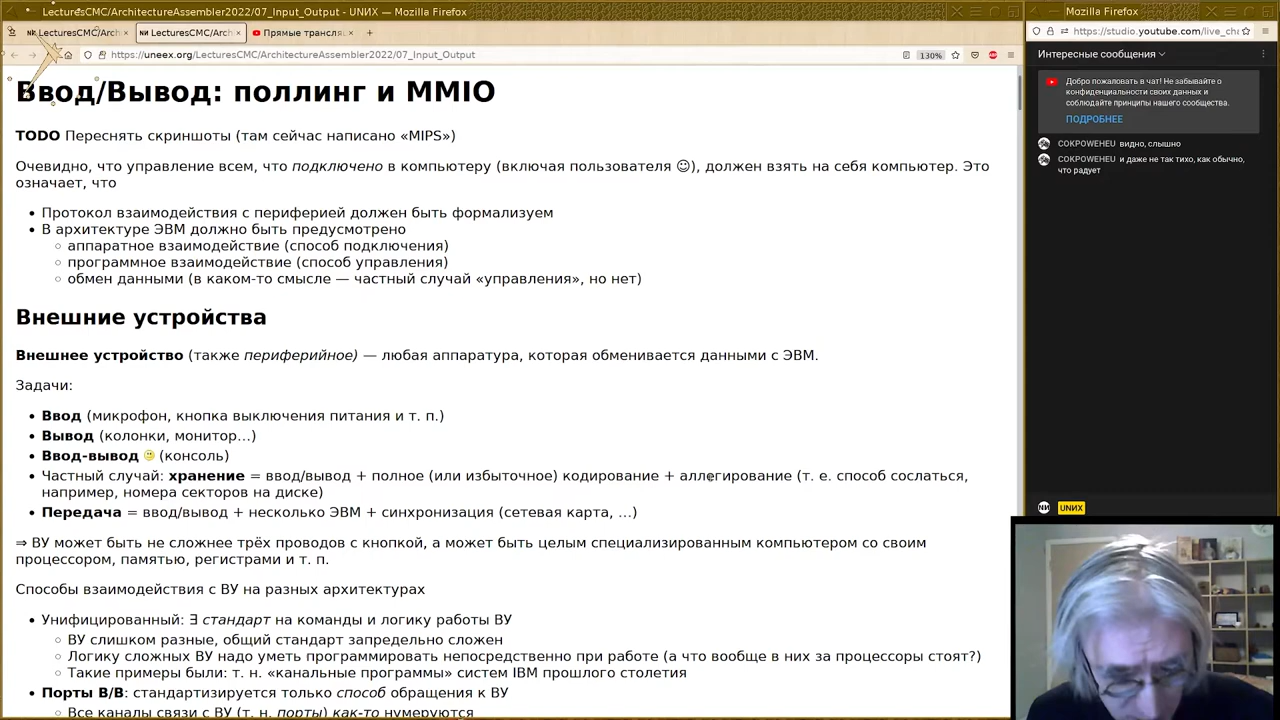 LecturesCMC/ArchitectureAssembler2022/07_Input_Output - UNИX — Mozilla Firefox
Mozilla Firefox
LecturesCMC/Arch
LecturesCMC/Arch
Прямые трансляц
https://uneex.org/LecturesCMC/ArchitectureAssembler2022/07_Input_Output
130%
https://studio.youtube.com/live_ch
Ввод/Вывод: поллинг и MMIO
TODO Переснять скриншоты (там сейчас написано «MIPS»)
Очевидно, что управление всем, что подключено в компьютеру (включая пользователя ☺), должен взять на себя компьютер. Это
означает, что
Протокол взаимодействия с периферией должен быть формализуем
В архитектуре ЭВМ должно быть предусмотрено
аппаратное взаимодействие (способ подключения)
программное взаимодействие (способ управления)
обмен данными (в каком-то смысле — частный случай «управления», но нет)
Внешние устройства
Внешнее устройство (также периферийное) — любая аппаратура, которая обменивается данными с ЭВМ.
Задачи:
Ввод (микрофон, кнопка выключения питания и т. п.)
Вывод (колонки, монитор…)
Ввод-вывод (консоль)
Частный случай: хранение = ввод/вывод + полное (или избыточное) кодирование + аллегирование (т. е. способ сослаться,
например, номера секторов на диске)
Передача = ввод/вывод + несколько ЭВМ + синхронизация (сетевая карта, …)
⇒ ВУ может быть не сложнее трёх проводов с кнопкой, а может быть целым специализированным компьютером со своим
процессором, памятью, регистрами и т. п.
Способы взаимодействия с ВУ на разных архитектурах
Унифицированный: ∃ стандарт на команды и логику работы ВУ
ВУ слишком разные, общий стандарт запредельно сложен
Логику сложных ВУ надо уметь программировать непосредственно при работе (а что вообще в них за процессоры стоят?)
Такие примеры были: т. н. «канальные программы» систем IBM прошлого столетия
Порты В/В: стандартизируется только способ обращения к ВУ
Все каналы связи с ВУ (т. н. порты) как-то нумеруются
Интересные сообщения
Добро пожаловать в чат! Не забывайте о
конфиденциальности своих данных и
соблюдайте принципы нашего сообщества.
ПОДРОБНЕЕ
COKPOWEHEU видно, слышно
COKPOWEHEU и даже не так тихо, как обычно,
что радует
UNИX